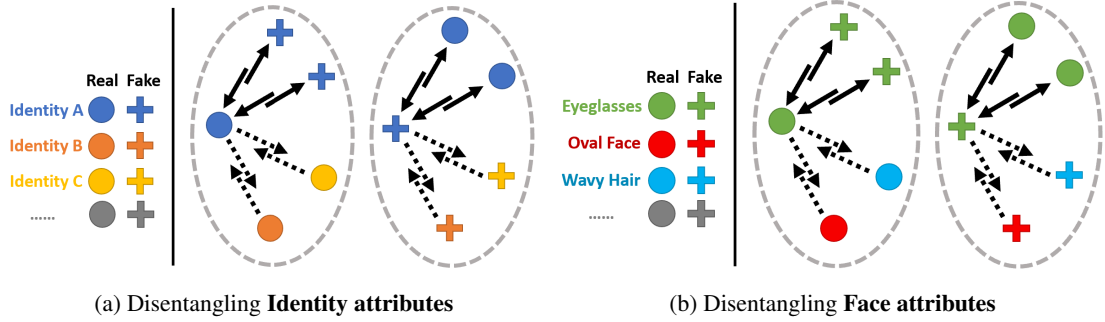 Real Fake
Identity A
Identity B
Identity C
......
(a) Disentangling Identity attributes
Real Fake
Eyeglasses
Oval Face
Wavy Hair
......
(b) Disentangling Face attributes